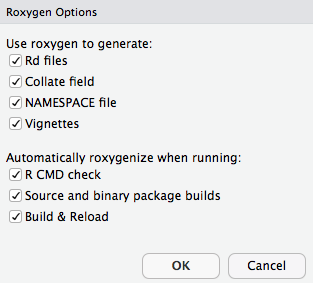 Roxygen Options
Use roxygen to generate:
Rd files
Collate field
NAMESPACE file
Vignettes
Automatically roxygenize when running:
R CMD check
Source and binary package builds
Build & Reload
OK Cancel